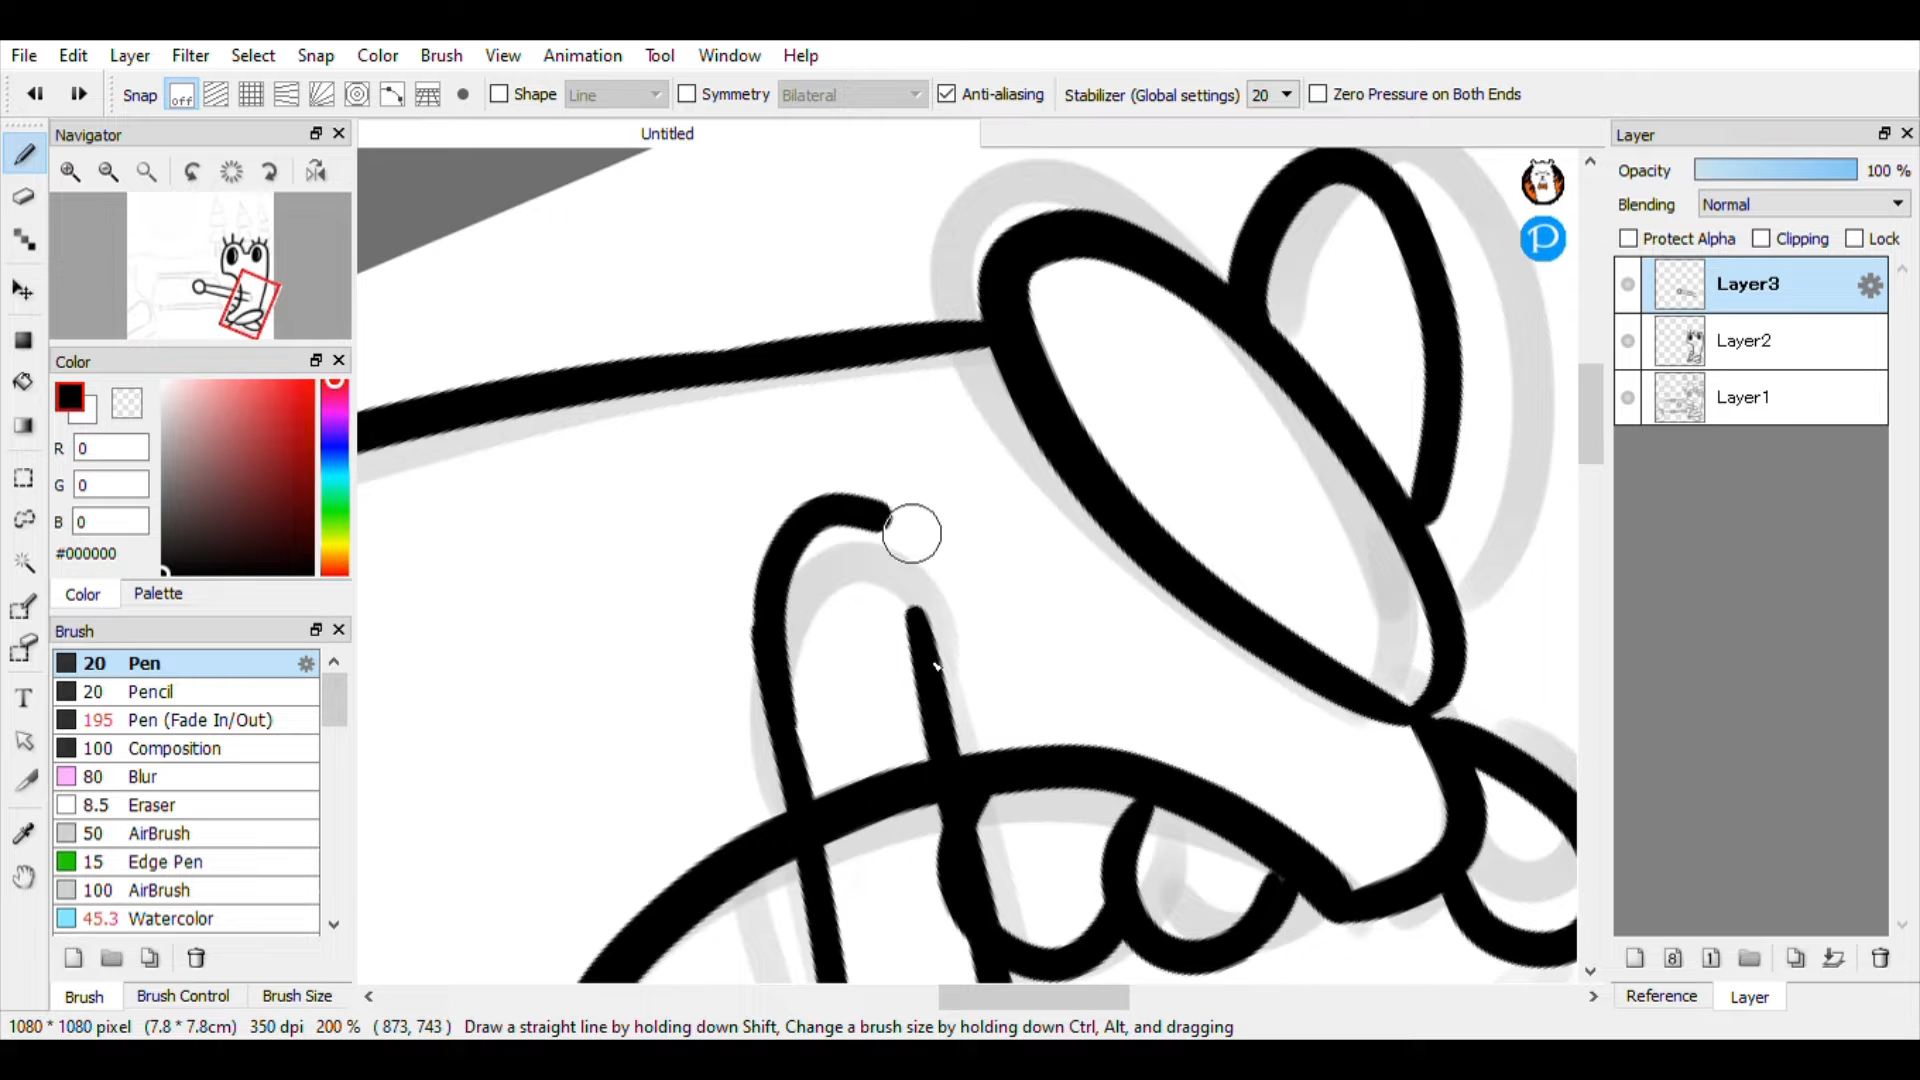 File Edit Layer Filter Select Snap Color Brush View Animation Tool Window Help
Snap off Shape Line Symmetry Bilateral Anti-aliasing Stabilizer (Global settings) 20 Zero Pressure on Both Ends
Navigator
Untitled
Layer
Opacity 100 %
Blending Normal
Protect Alpha Clipping Lock
Layer3
Layer2
Layer1
Color
R 0
G 0
B 0
#000000
Color Palette
Brush
20 Pen
20 Pencil
195 Pen (Fade In/Out)
100 Composition
80 Blur
8.5 Eraser
50 AirBrush
15 Edge Pen
100 AirBrush
45.3 Watercolor
T
P
8 1
Brush Brush Control Brush Size
Reference Layer
1080 * 1080 pixel (7.8 * 7.8cm) 350 dpi 200 % ( 873, 743 ) Draw a straight line by holding down Shift, Change a brush size by holding down Ctrl, Alt, and dragging